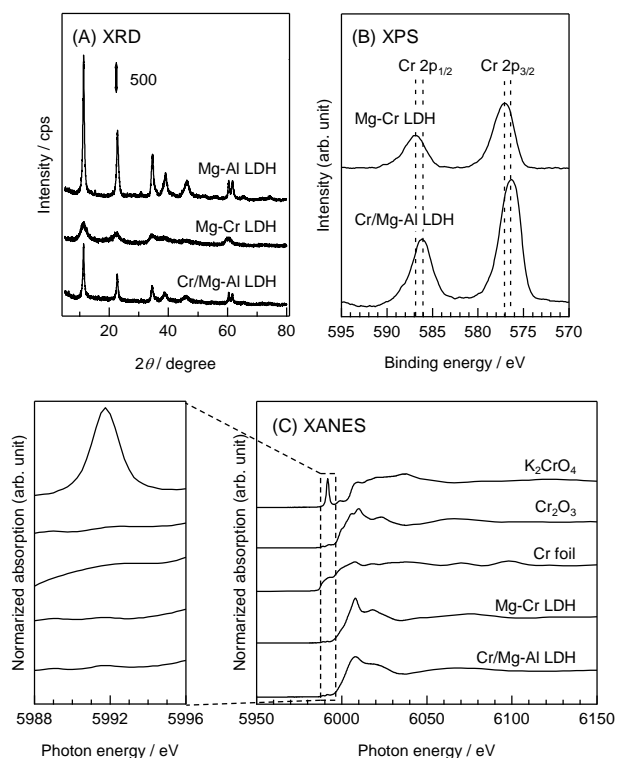 (A) XRD
500
Mg-Al LDH
Mg-Cr LDH
Cr/Mg-Al LDH
Intensity / cps
20 40 60 80
2θ / degree
(B) XPS
Cr 2p1/2 Cr 2p3/2
Mg-Cr LDH
Cr/Mg-Al LDH
Intensity (arb. unit)
595 590 585 580 575 570
Binding energy / eV
Normarized absorption (arb. unit)
5988 5992 5996
Photon energy / eV
(C) XANES
K2CrO4
Cr2O3
Cr foil
Mg-Cr LDH
Cr/Mg-Al LDH
Normarized absorption (arb. unit)
5950 6000 6050 6100 6150
Photon energy / eV